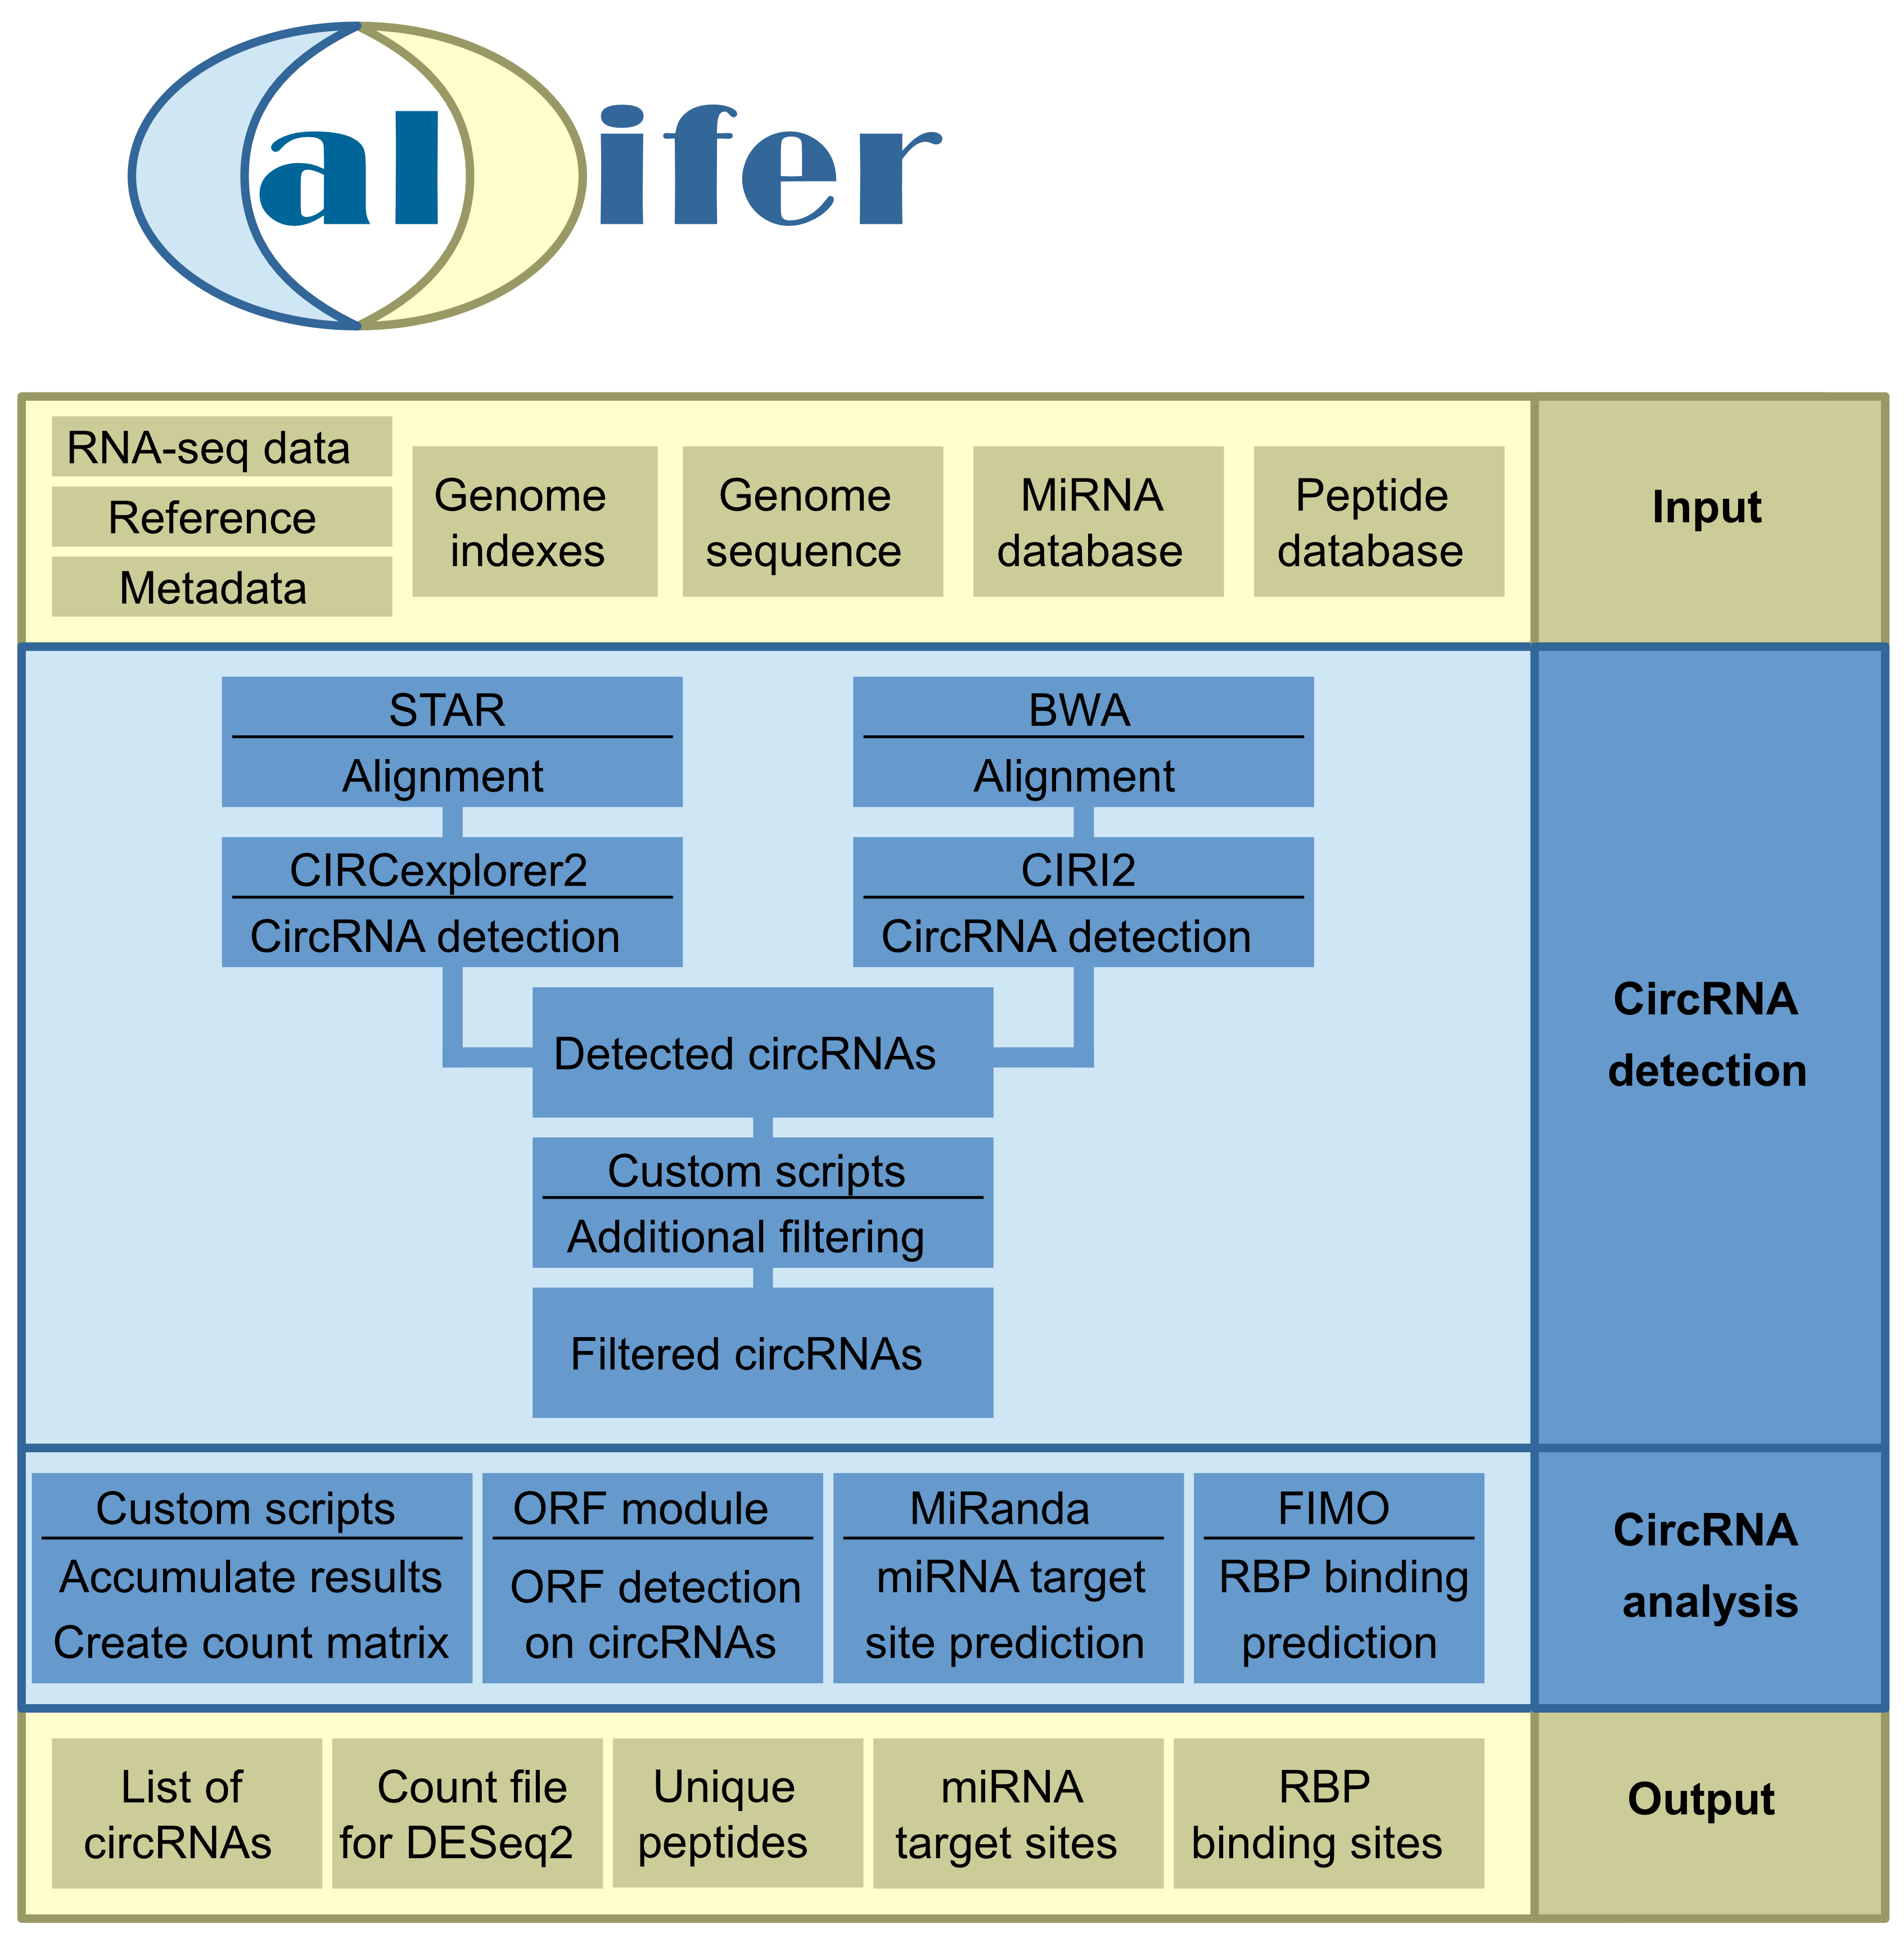 alifer
RNA-seq data
Reference
Metadata
Genome
indexes
Genome
sequence
MiRNA
database
Peptide
database
Input
STAR
Alignment
BWA
Alignment
CIRCexplorer2
CircRNA detection
CIRI2
CircRNA detection
Detected circRNAs
Custom scripts
Additional filtering
Filtered circRNAs
CircRNA
detection
Custom scripts
Accumulate results
Create count matrix
ORF module
ORF detection
on circRNAs
MiRanda
miRNA target
site prediction
FIMO
RBP binding
prediction
CircRNA
analysis
List of
circRNAs
Count file
for DESeq2
Unique
peptides
miRNA
target sites
RBP
binding sites
Output